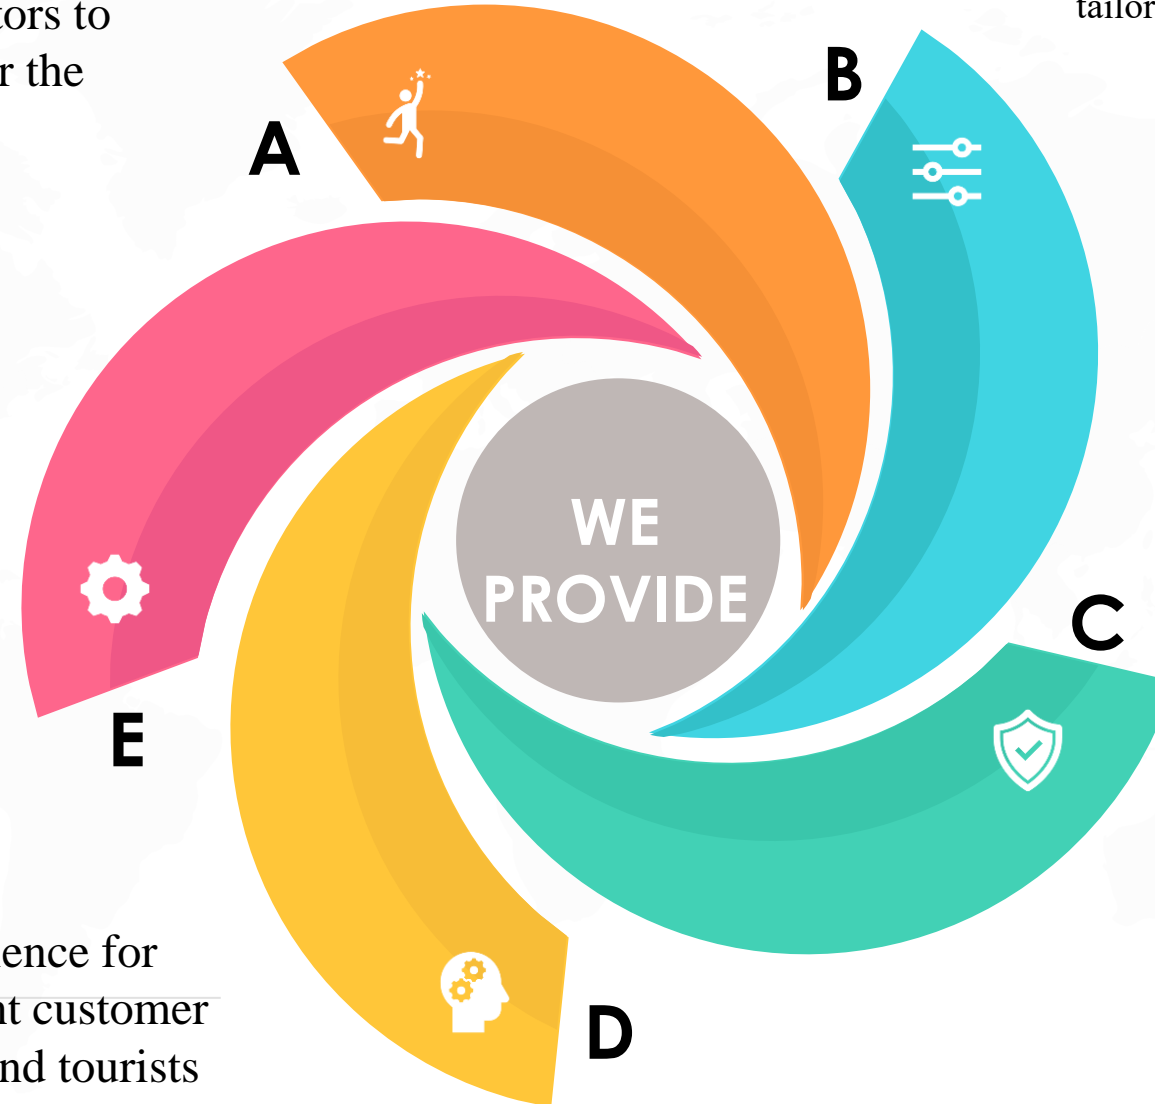 tors to
r the
tailor
A
B
WE
PROVIDE
C
E
D
ence for
nt customer
nd tourists